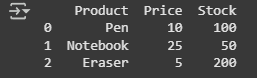 Product Price Stock
0 Pen 10 100
1 Notebook 25 50
2 Eraser 5 200